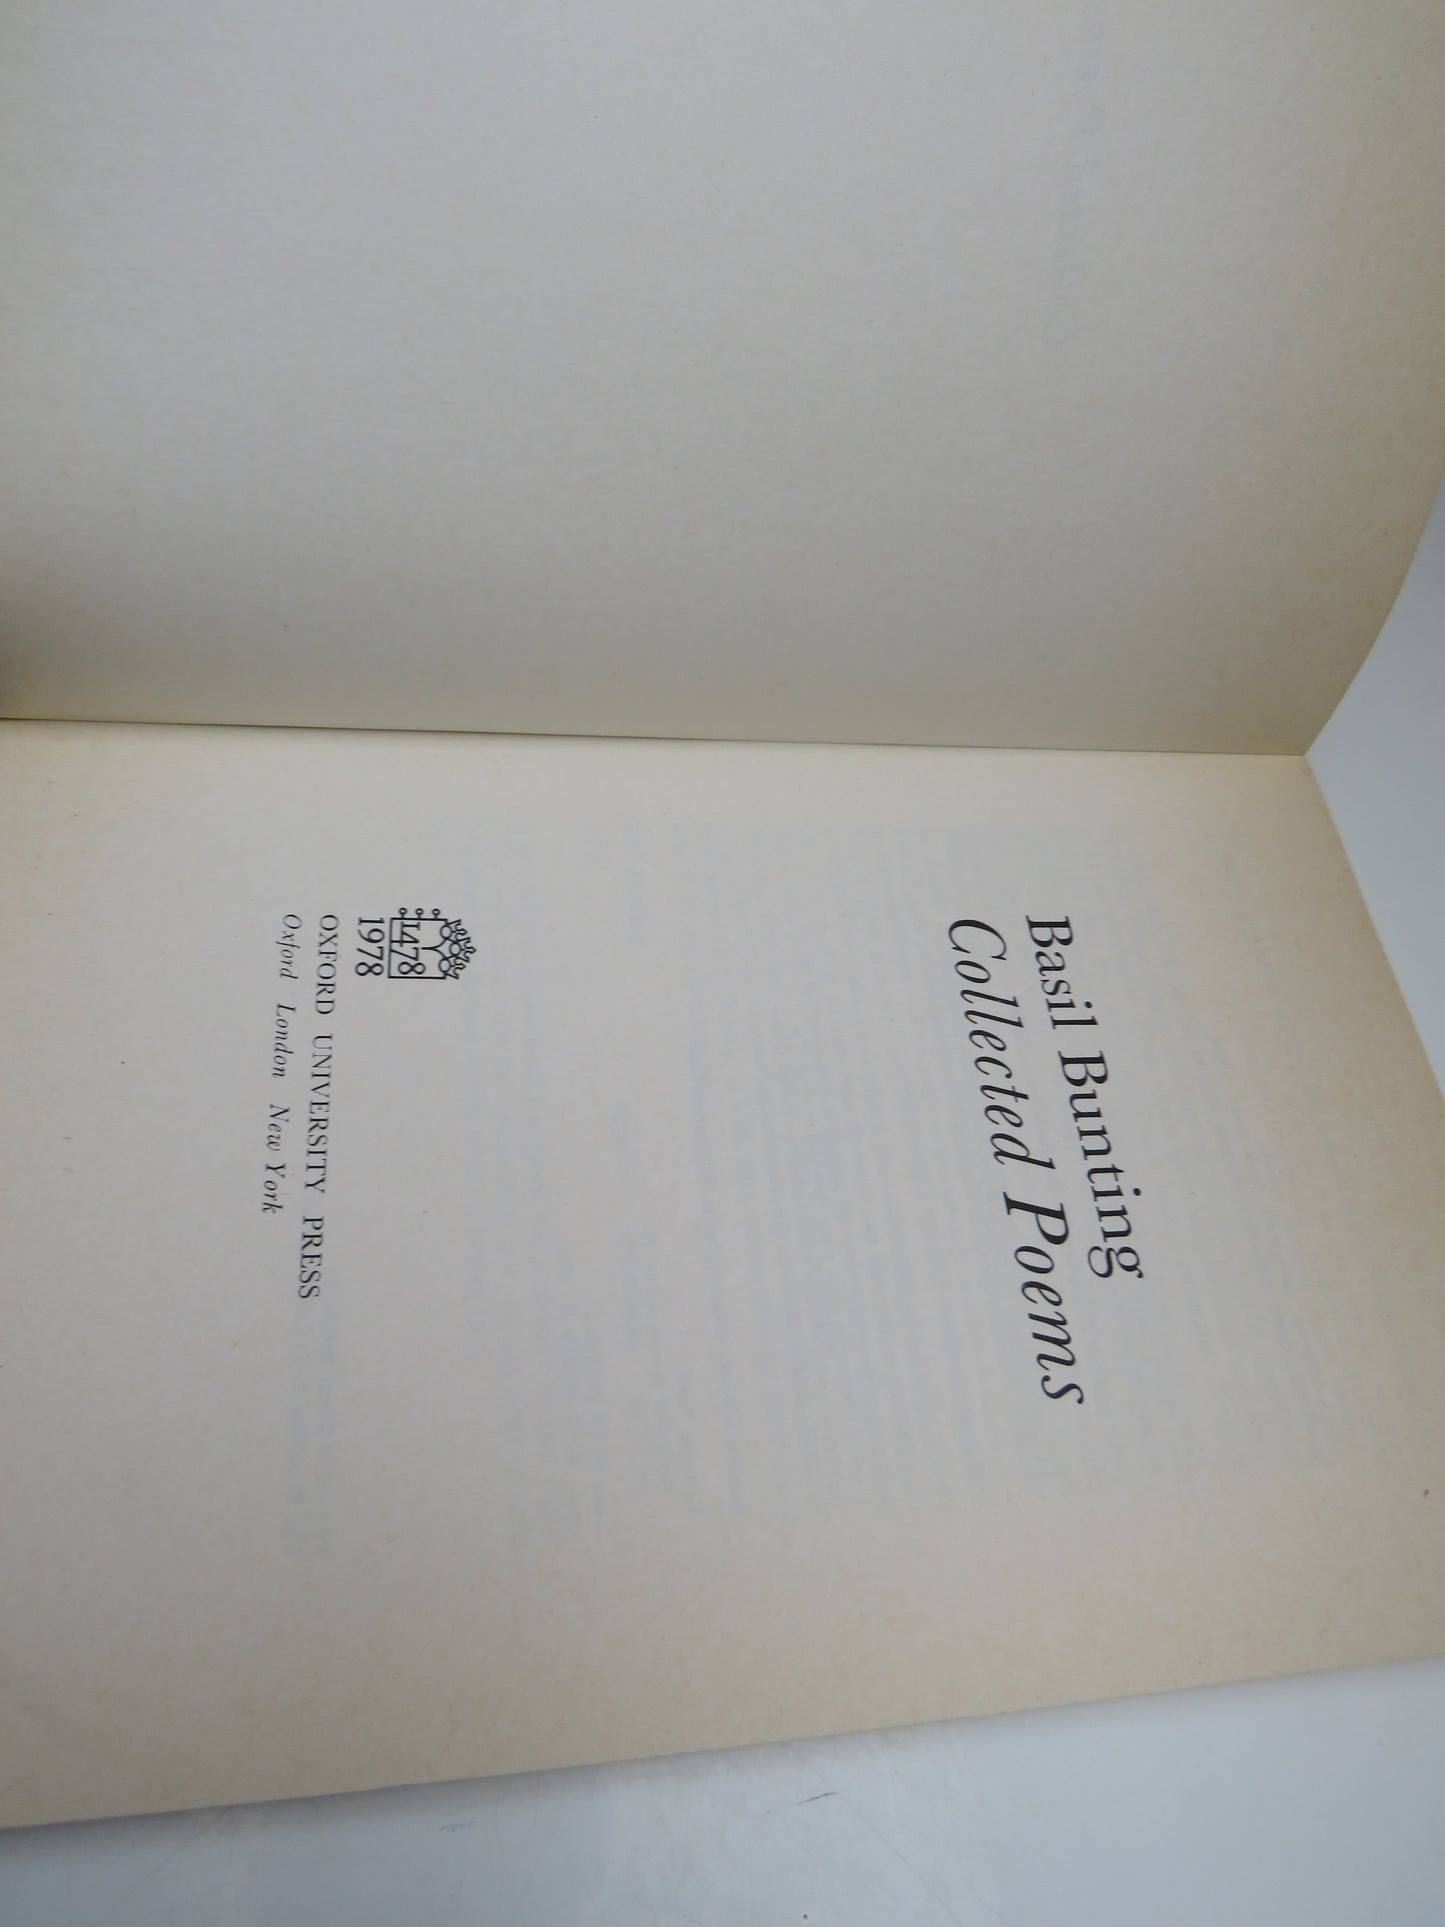 Basil Bunting
Collected Poems
1478
1978
OXFORD UNIVERSITY PRESS
Oxford London New York